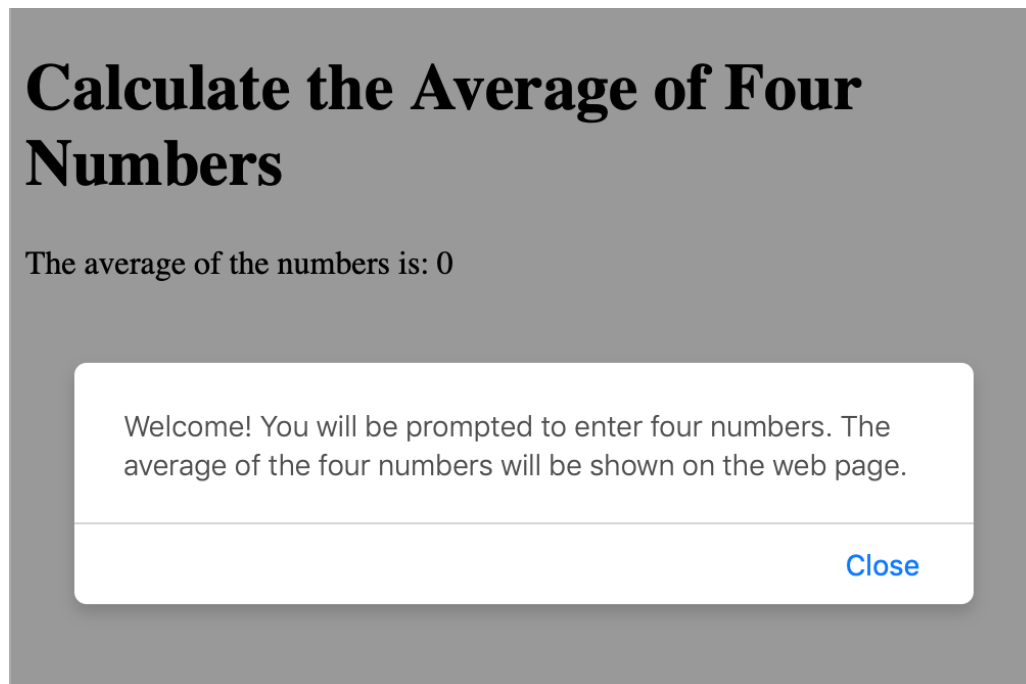 Calculate the Average of Four
Numbers
The average of the numbers is: 0
Welcome! You will be prompted to enter four numbers. The
average of the four numbers will be shown on the web page.
Close